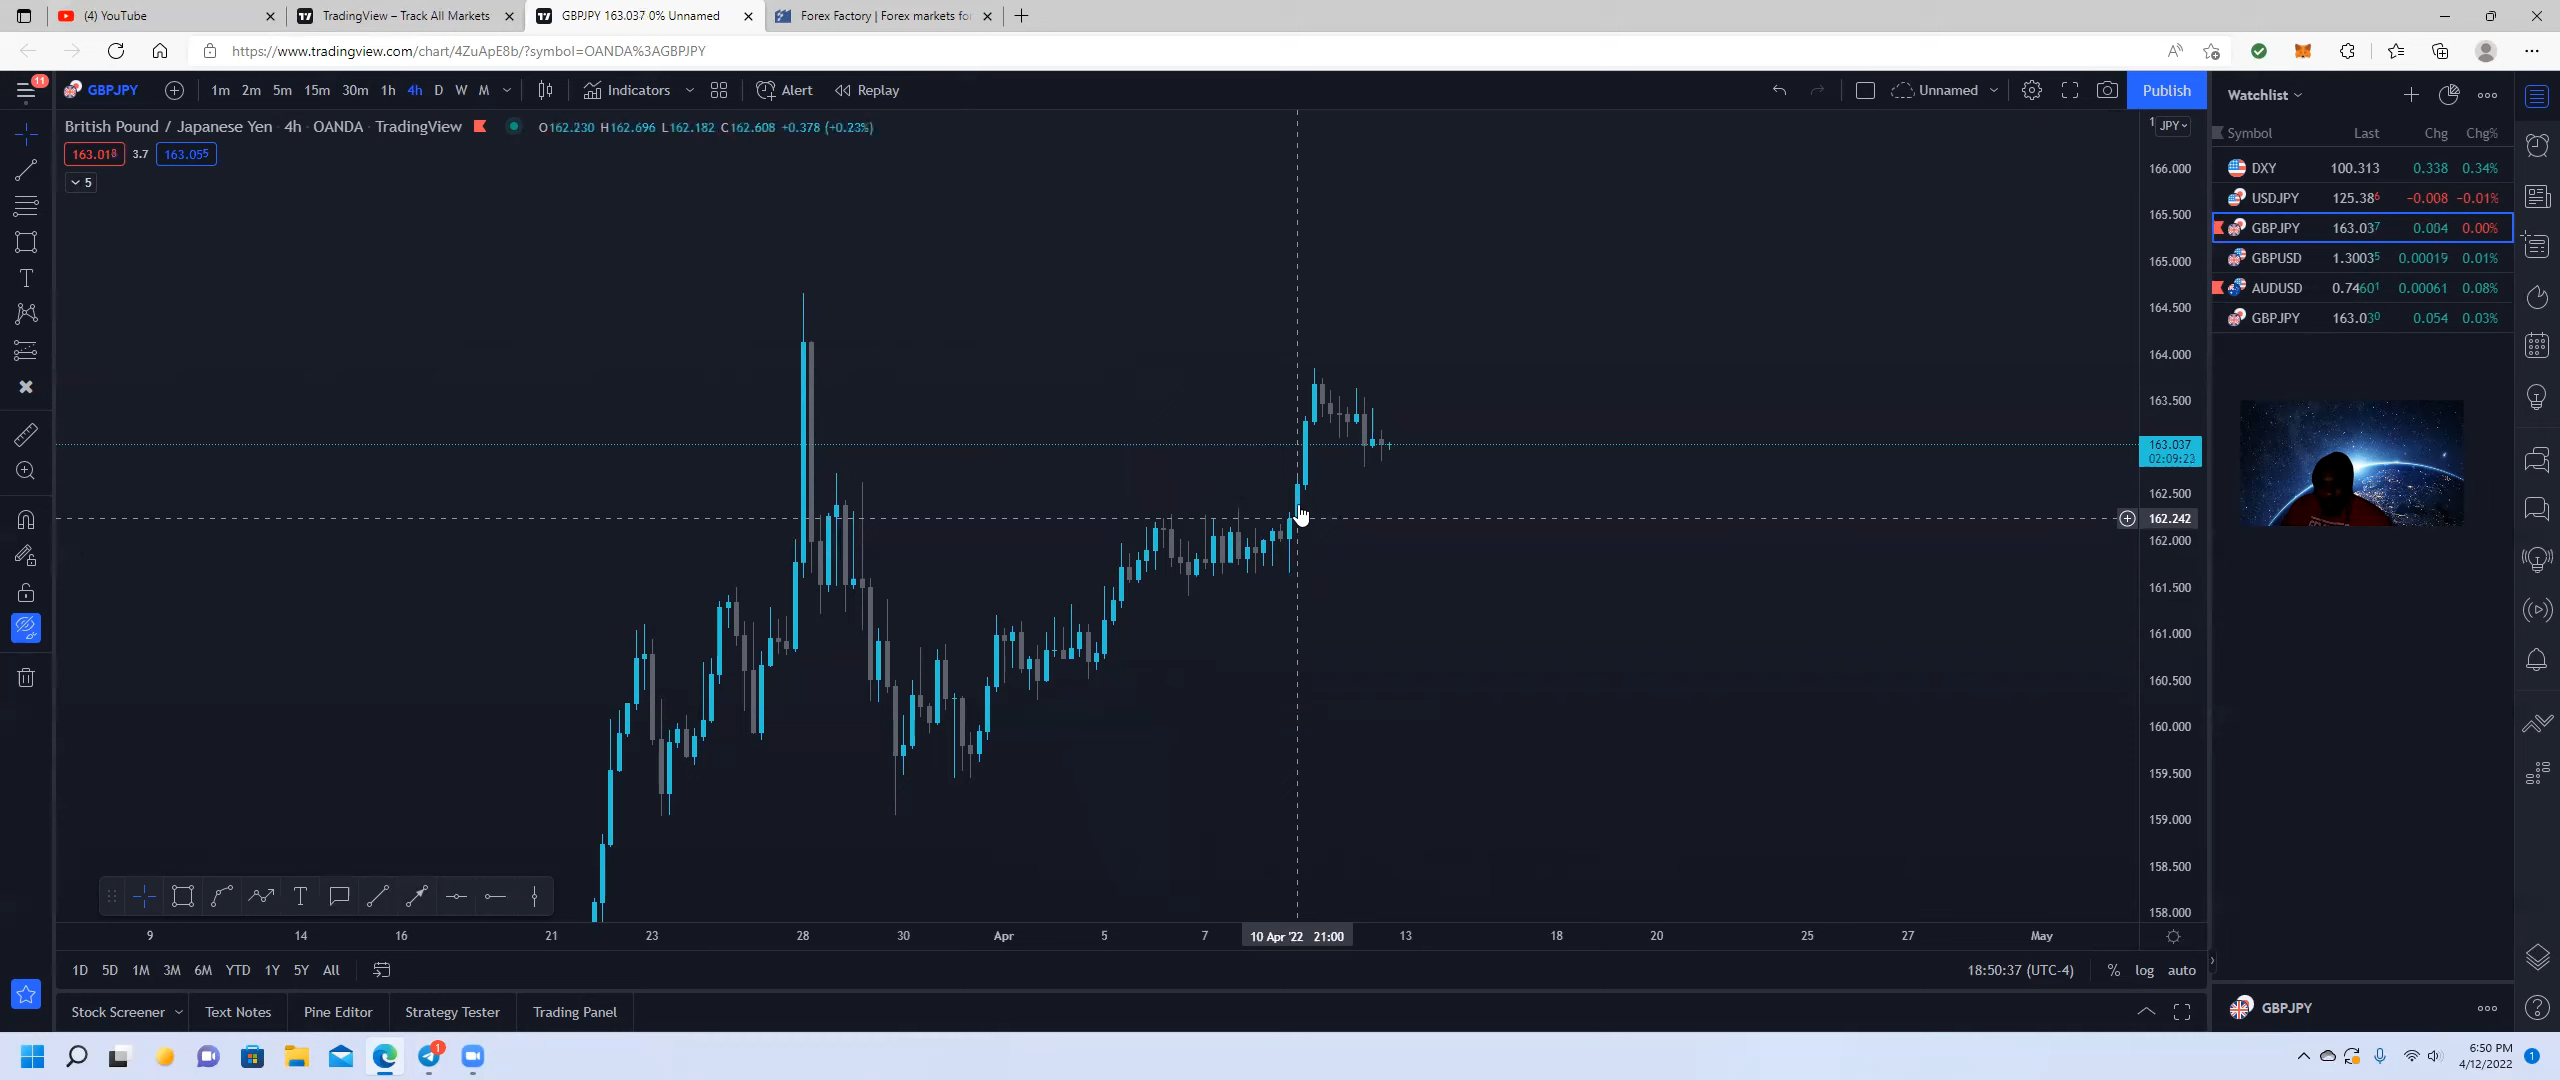 (4) YouTube
TradingView – Track All Markets
GBPJPY 163.037 0% Unnamed
Forex Factory | Forex markets for
https://www.tradingview.com/chart/4ZuApE8b/?symbol=OANDA%3AGBPJPY
11
GBPJPY 1m 2m 5m 15m 30m 1h 4h D W M Indicators Alert Replay Unnamed Publish
British Pound / Japanese Yen · 4h · OANDA · TradingView O162.230 H162.696 L162.182 C162.608 +0.378 (+0.23%)
163.018 3.7 163.055
5
JPY
166.000
165.500
165.000
164.500
164.000
163.500
163.037
02:09:23
162.500
162.242
162.000
161.500
161.000
160.500
160.000
159.500
159.000
158.500
158.000
9 14 16 21 23 28 30 Apr 5 7 10 Apr '22 21:00 13 18 20 25 27 May
1D 5D 1M 3M 6M YTD 1Y 5Y All 18:50:37 (UTC-4) % log auto
Stock Screener Text Notes Pine Editor Strategy Tester Trading Panel
Watchlist
Symbol Last Chg Chg%
DXY 100.313 0.338 0.34%
USDJPY 125.386 −0.008 −0.01%
GBPJPY 163.037 0.004 0.00%
GBPUSD 1.30035 0.00019 0.01%
AUDUSD 0.74601 0.00061 0.08%
GBPJPY 163.030 0.054 0.03%
GBPJPY
1
6:50 PM
4/12/2022
1